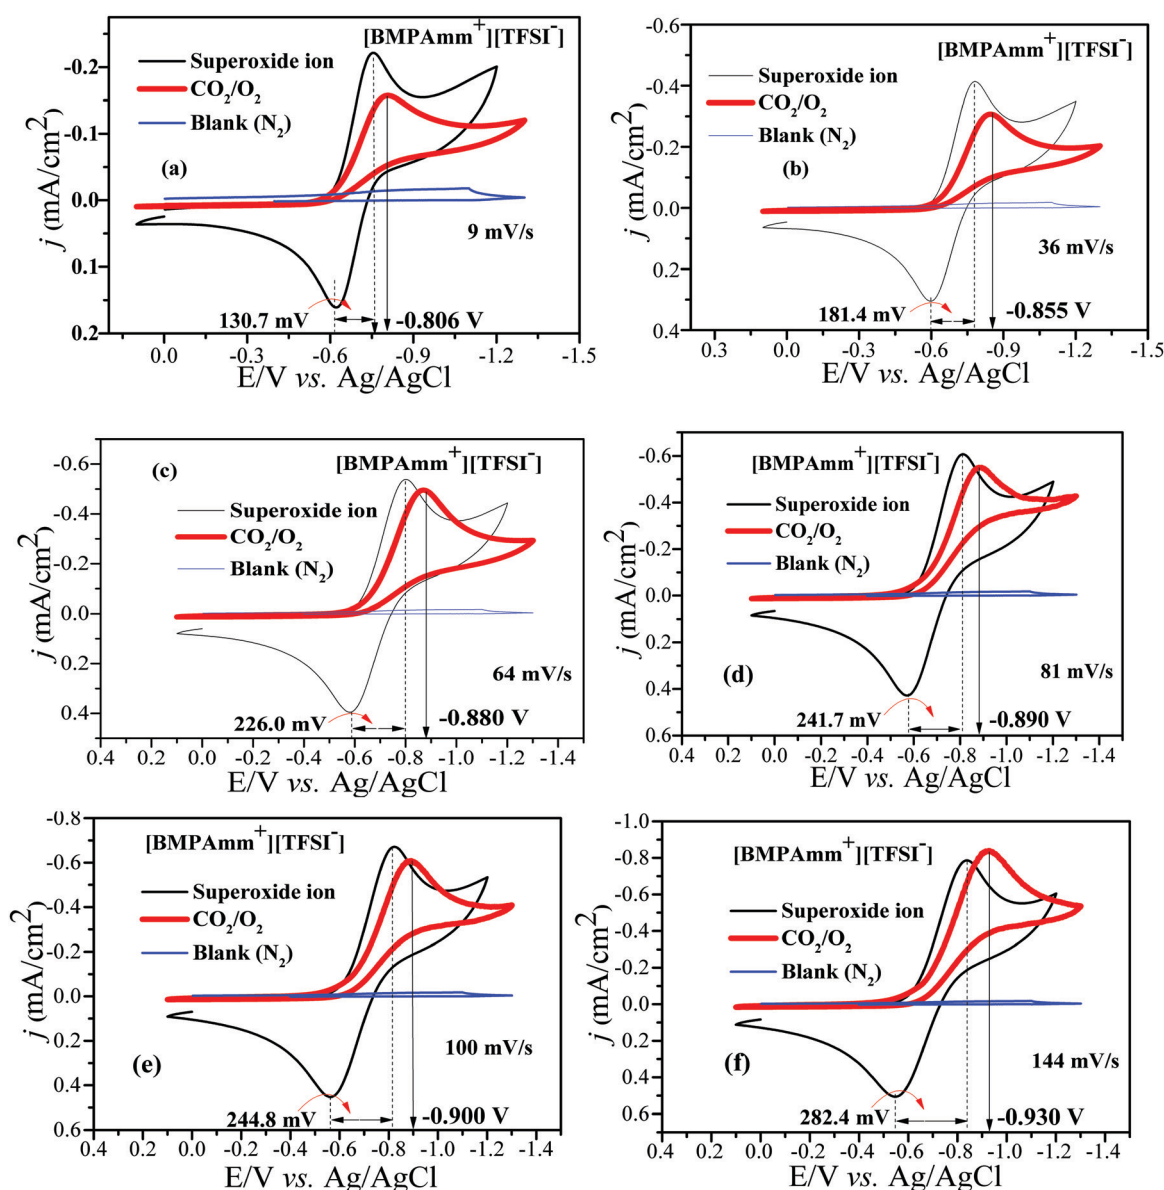 [BMPAmm+][TFSI-]
Superoxide ion
CO2/O2
Blank (N2)
(a)
9 mV/s
130.7 mV
-0.806 V
-0.2
-0.1
0.0
0.1
0.2
j (mA/cm2)
0.0 -0.3 -0.6 -0.9 -1.2 -1.5
E/V vs. Ag/AgCl
[BMPAmm+][TFSI-]
Superoxide ion
CO2/O2
Blank (N2)
(b)
36 mV/s
181.4 mV
-0.855 V
-0.6
-0.4
-0.2
0.0
0.2
0.4
j (mA/cm2)
0.3 0.0 -0.3 -0.6 -0.9 -1.2 -1.5
E/V vs. Ag/AgCl
(c)
[BMPAmm+][TFSI-]
Superoxide ion
CO2/O2
Blank (N2)
64 mV/s
226.0 mV
-0.880 V
-0.6
-0.4
-0.2
0.0
0.2
0.4
j (mA/cm2)
0.4 0.2 0.0 -0.2 -0.4 -0.6 -0.8 -1.0 -1.2 -1.4
E/V vs. Ag/AgCl
[BMPAmm+][TFSI-]
Superoxide ion
CO2/O2
Blank (N2)
(d)
81 mV/s
241.7 mV
-0.890 V
-0.6
-0.4
-0.2
0.0
0.2
0.4
0.6
j (mA/cm2)
0.4 0.2 0.0 -0.2 -0.4 -0.6 -0.8 -1.0 -1.2 -1.4
E/V vs. Ag/AgCl
[BMPAmm+][TFSI-]
Superoxide ion
CO2/O2
Blank (N2)
(e)
100 mV/s
244.8 mV
-0.900 V
-0.8
-0.6
-0.4
-0.2
0.0
0.2
0.4
0.6
j (mA/cm2)
0.4 0.2 0.0 -0.2 -0.4 -0.6 -0.8 -1.0 -1.2 -1.4
E/V vs. Ag/AgCl
[BMPAmm+][TFSI-]
Superoxide ion
CO2/O2
Blank (N2)
(f)
144 mV/s
282.4 mV
-0.930 V
-1.0
-0.8
-0.6
-0.4
-0.2
0.0
0.2
0.4
0.6
j (mA/cm2)
0.4 0.2 0.0 -0.2 -0.4 -0.6 -0.8 -1.0 -1.2 -1.4
E/V vs. Ag/AgCl